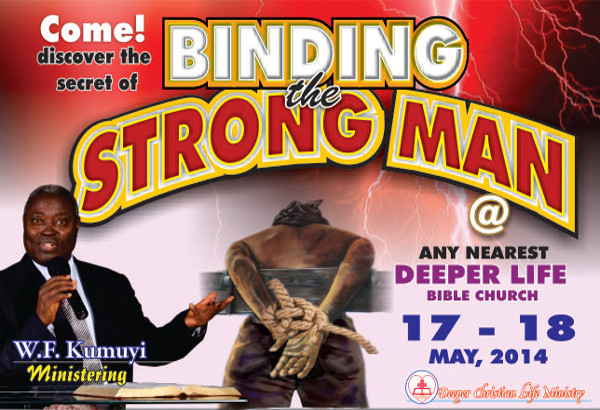 Come!
discover the
secret of
BINDING
the
STRONG MAN
@
ANY NEAREST
DEEPER LIFE
BIBLE CHURCH
17 - 18
MAY, 2014
W.F. Kumuyi
Ministering
Deeper Christian Life Ministry